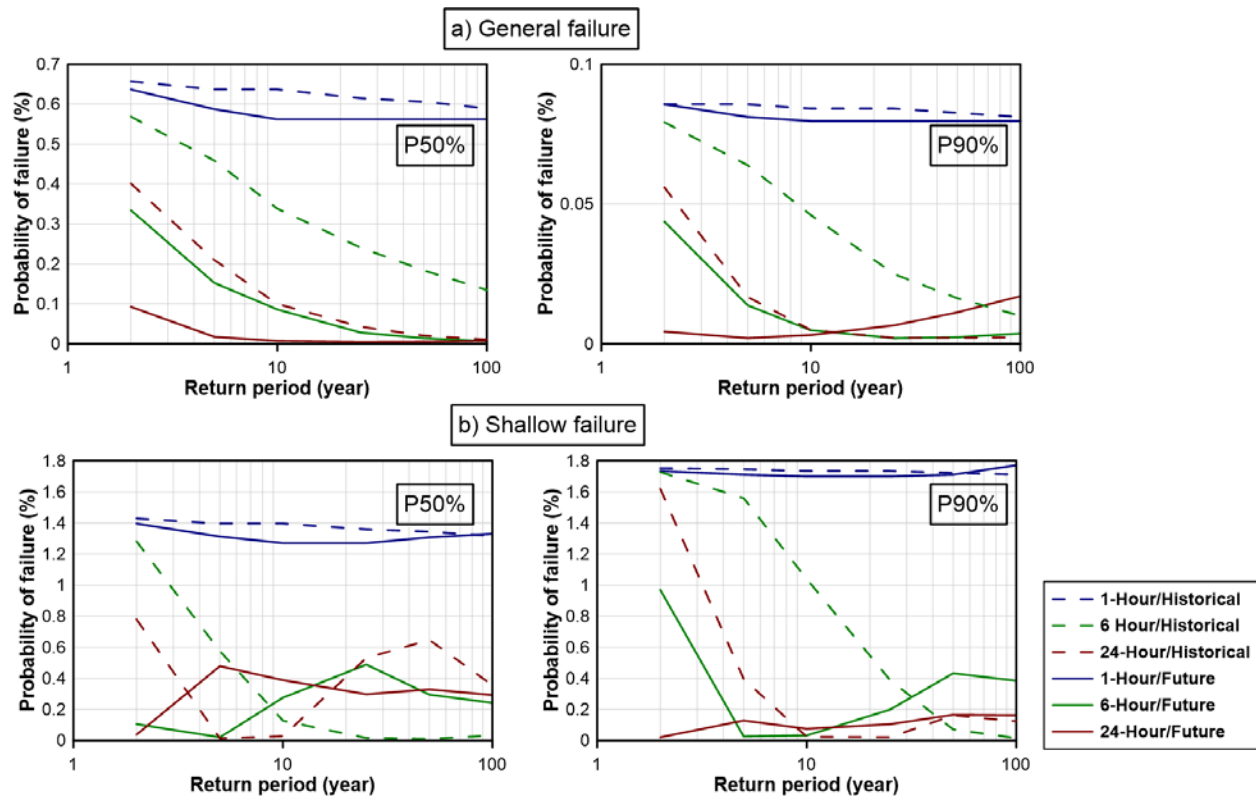 a) General failure
Probability of failure (%)
0.7
0.6
0.5
0.4
0.3
0.2
0.1
0
P50%
1
10
100
Return period (year)
Probability of failure (%)
0.1
0.05
0
P90%
1
10
100
Return period (year)
b) Shallow failure
Probability of failure (%)
1.8
1.6
1.4
1.2
1
0.8
0.6
0.4
0.2
0
P50%
1
10
100
Return period (year)
Probability of failure (%)
1.8
1.6
1.4
1.2
1
0.8
0.6
0.4
0.2
0
P90%
1
10
100
Return period (year)
1-Hour/Historical
6 Hour/Historical
24-Hour/Historical
1-Hour/Future
6-Hour/Future
24-Hour/Future